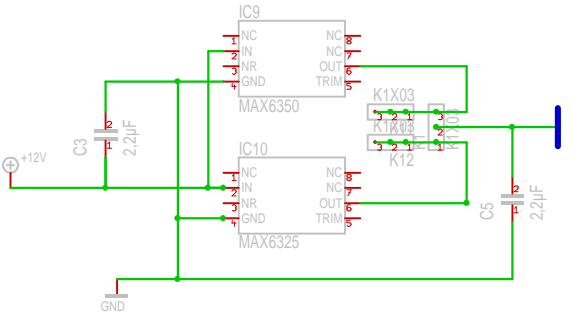 IC9
1 NC NC 8
2 IN NC 7
3 NR OUT 6
4 GND TRIM 5
MAX6350
K1X03
3 2 1
K1X03
3
2
1
K1X03
3 2 1
K12
C3
2
1
2,2µF
+12V
IC10
1 NC NC 8
2 IN NC 7
3 NR OUT 6
4 GND TRIM 5
MAX6325
C5
2
1
2,2µF
GND